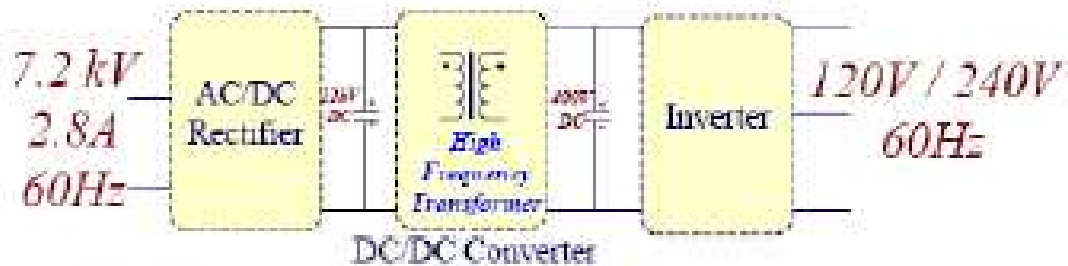 7.2 kV
2.8A
60Hz
AC/DC
Rectifier
DC
High
Frequency
Transformer
DC/DC Converter
400V
DC
Inverter
120V / 240V
60Hz